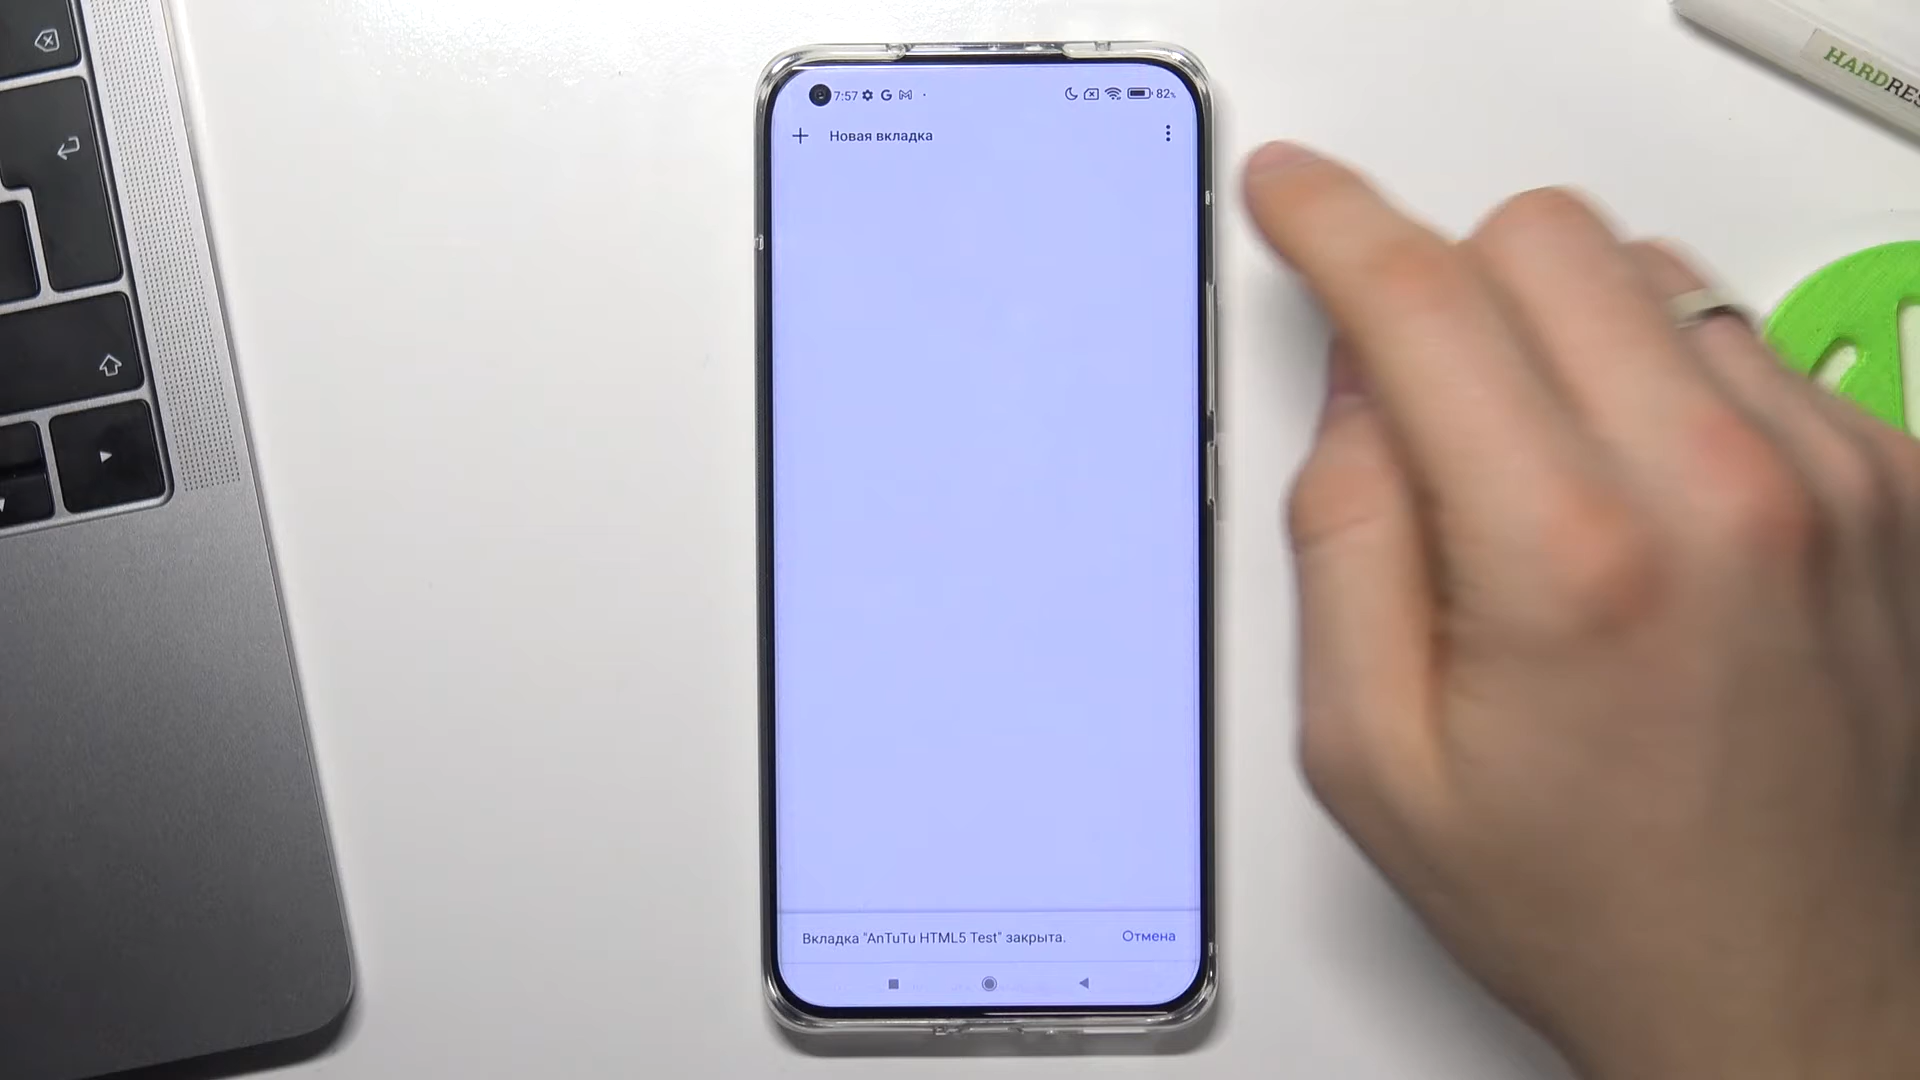 7:57
82%
Новая вкладка
HARDRES
Вкладка "AnTuTu HTML5 Test" закрыта.
Отмена